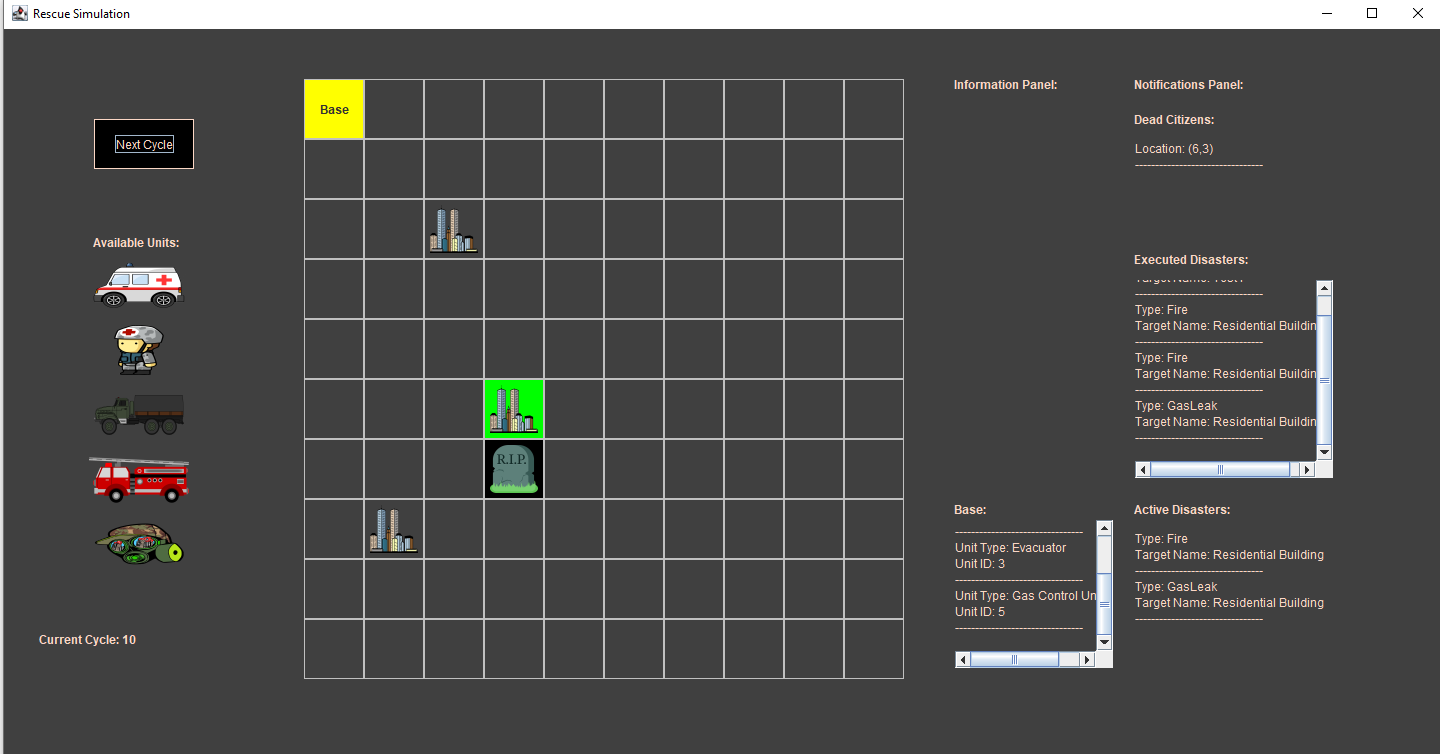 Rescue Simulation
Next Cycle
Available Units:
Current Cycle: 10
Base
R.I.P.
Information Panel:
Base:
-------------------------------
Unit Type: Evacuator
Unit ID: 3
-------------------------------
Unit Type: Gas Control Un
Unit ID: 5
-------------------------------
Notifications Panel:
Dead Citizens:
Location: (6,3)
-------------------------------
Executed Disasters:
Target Name:
-------------------------------
Type: Fire
Target Name: Residential Buildin
-------------------------------
Type: Fire
Target Name: Residential Buildin
-------------------------------
Type: GasLeak
Target Name: Residential Buildin
-------------------------------
Active Disasters:
Type: Fire
Target Name: Residential Building
-------------------------------
Type: GasLeak
Target Name: Residential Building
-------------------------------